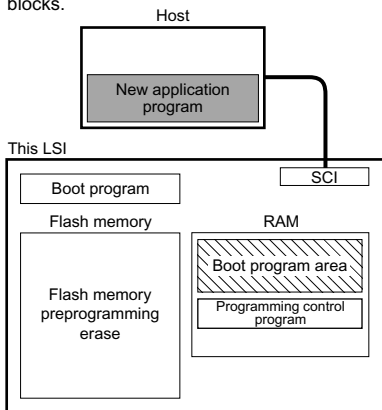 blocks.
Host
New application
program
This LSI
SCI
Boot program
Flash memory
RAM
Flash memory
preprogramming
erase
Boot program area
Programming control
program